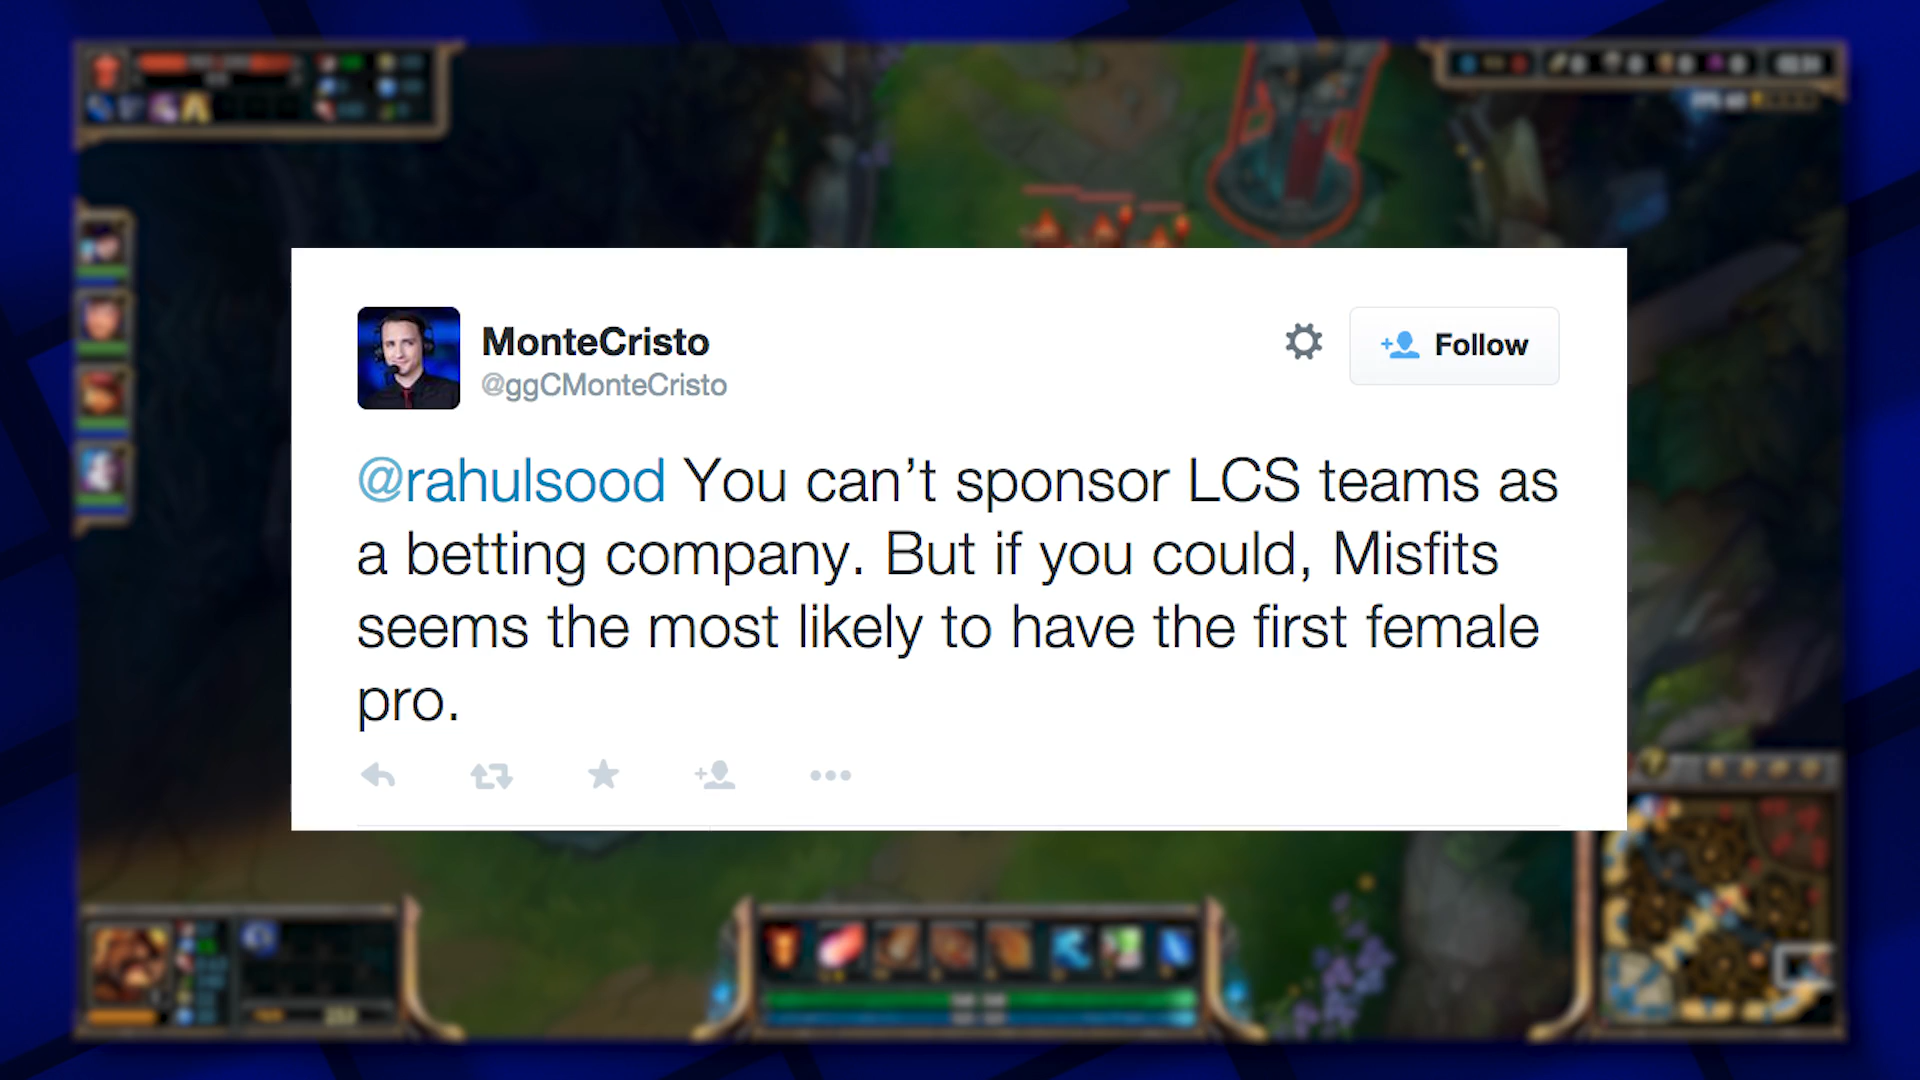 MonteCristo
@ggCMonteCristo
Follow
@rahulsood You can’t sponsor LCS teams as
a betting company. But if you could, Misfits
seems the most likely to have the first female
pro.